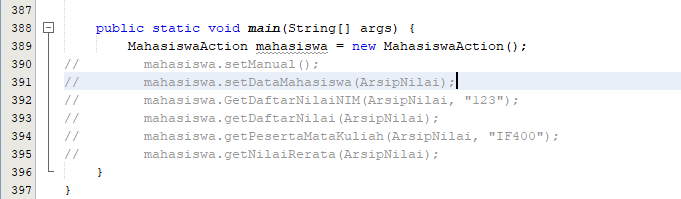 387
388 public static void main(String[] args) {
389 MahasiswaAction mahasiswa = new MahasiswaAction();
390 // mahasiswa.setManual();
391 // mahasiswa.setDataMahasiswa(ArsipNilai);
392 // mahasiswa.GetDaftarNilaiNIM(ArsipNilai, "123");
393 // mahasiswa.getDaftarNilai(ArsipNilai);
394 // mahasiswa.getPesertaMataKuliah(ArsipNilai, "IF400");
395 // mahasiswa.getNilaiRerata(ArsipNilai);
396 }
397 }